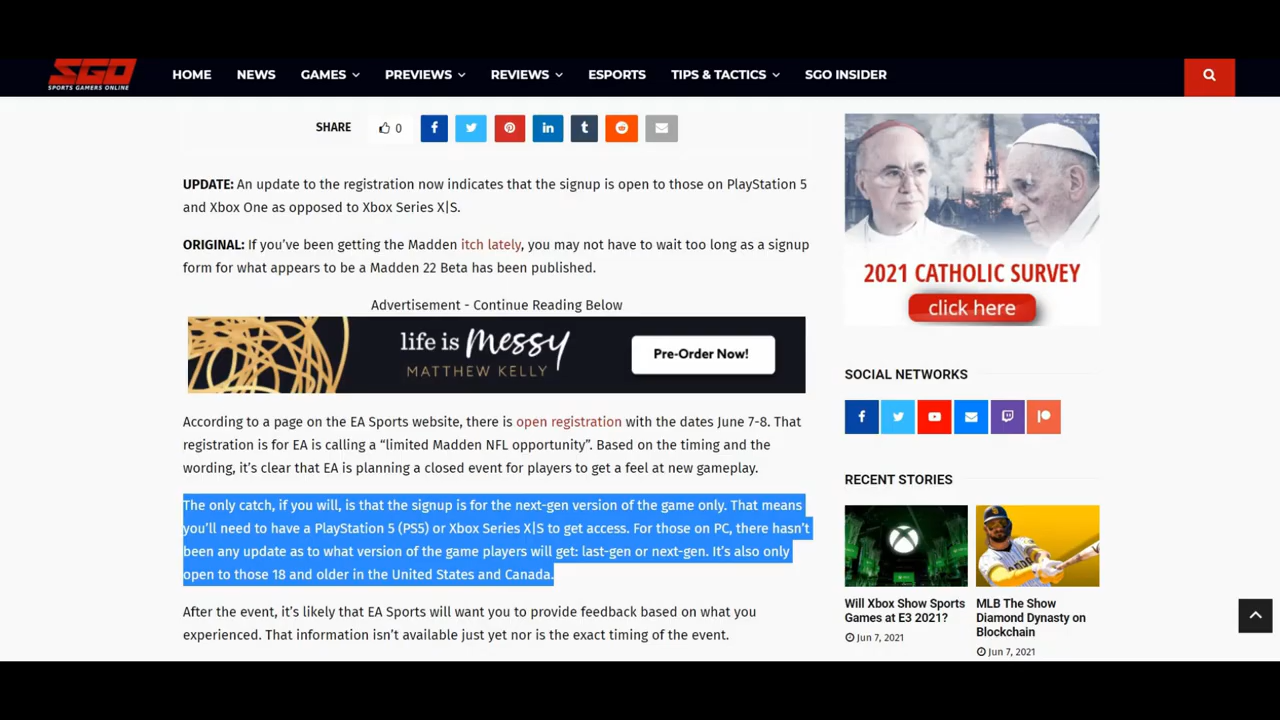 SGO
SPORTS GAMERS ONLINE
HOME
NEWS
GAMES
PREVIEWS
REVIEWS
ESPORTS
TIPS & TACTICS
SGO INSIDER
SHARE
0
UPDATE: An update to the registration now indicates that the signup is open to those on PlayStation 5
and Xbox One as opposed to Xbox Series X|S.
ORIGINAL: If you’ve been getting the Madden itch lately, you may not have to wait too long as a signup
form for what appears to be a Madden 22 Beta has been published.
Advertisement - Continue Reading Below
life is messy
MATTHEW KELLY
Pre-Order Now!
According to a page on the EA Sports website, there is open registration with the dates June 7-8. That
registration is for EA is calling a “limited Madden NFL opportunity”. Based on the timing and the
wording, it’s clear that EA is planning a closed event for players to get a feel at new gameplay.
The only catch, if you will, is that the signup is for the next-gen version of the game only. That means
you’ll need to have a PlayStation 5 (PS5) or Xbox Series X|S to get access. For those on PC, there hasn’t
been any update as to what version of the game players will get: last-gen or next-gen. It’s also only
open to those 18 and older in the United States and Canada.
After the event, it’s likely that EA Sports will want you to provide feedback based on what you
experienced. That information isn’t available just yet nor is the exact timing of the event.
2021 CATHOLIC SURVEY
click here
SOCIAL NETWORKS
RECENT STORIES
Will Xbox Show Sports
Games at E3 2021?
Jun 7, 2021
MLB The Show
Diamond Dynasty on
Blockchain
Jun 7, 2021